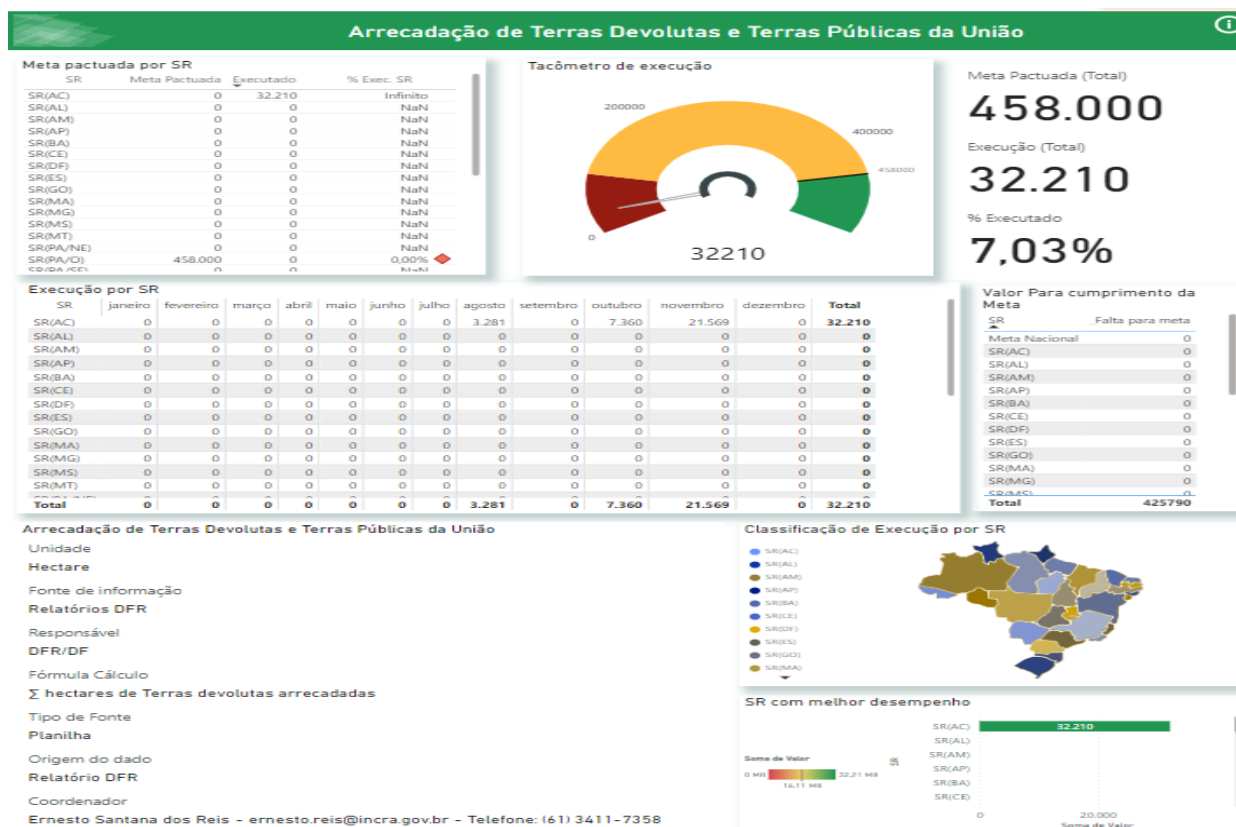 Arrecadação de Terras Devolutas e Terras Públicas da União
Meta pactuada por SR
SR Meta Pactuada Executado % Exec. SR
SR(AC) 0 32.210 Infinito
SR(AL) 0 0 NaN
SR(AM) 0 0 NaN
SR(AP) 0 0 NaN
SR(BA) 0 0 NaN
SR(CE) 0 0 NaN
SR(DF) 0 0 NaN
SR(ES) 0 0 NaN
SR(GO) 0 0 NaN
SR(MA) 0 0 NaN
SR(MG) 0 0 NaN
SR(MS) 0 0 NaN
SR(MT) 0 0 NaN
SR(PA/NE) 0 0 NaN
SR(PA/O) 458.000 0 0,00%
SR(PA/SE) 0 0 NaN
Tacômetro de execução
200000
400000
458000
0
32210
Meta Pactuada (Total)
458.000
Execução (Total)
32.210
% Executado
7,03%
Execução por SR
SR janeiro fevereiro março abril maio junho julho agosto setembro outubro novembro dezembro Total
SR(AC) 0 0 0 0 0 0 0 3.281 0 7.360 21.569 0 32.210
SR(AL) 0 0 0 0 0 0 0 0 0 0 0 0 0
SR(AM) 0 0 0 0 0 0 0 0 0 0 0 0 0
SR(AP) 0 0 0 0 0 0 0 0 0 0 0 0 0
SR(BA) 0 0 0 0 0 0 0 0 0 0 0 0 0
SR(CE) 0 0 0 0 0 0 0 0 0 0 0 0 0
SR(DF) 0 0 0 0 0 0 0 0 0 0 0 0 0
SR(ES) 0 0 0 0 0 0 0 0 0 0 0 0 0
SR(GO) 0 0 0 0 0 0 0 0 0 0 0 0 0
SR(MA) 0 0 0 0 0 0 0 0 0 0 0 0 0
SR(MG) 0 0 0 0 0 0 0 0 0 0 0 0 0
SR(MS) 0 0 0 0 0 0 0 0 0 0 0 0 0
SR(MT) 0 0 0 0 0 0 0 0 0 0 0 0 0
Total 0 0 0 0 0 0 0 3.281 0 7.360 21.569 0 32.210
Valor Para cumprimento da
Meta
SR _Falta para meta
Meta Nacional 0
SR(AC) 0
SR(AL) 0
SR(AM) 0
SR(AP) 0
SR(BA) 0
SR(CE) 0
SR(DF) 0
SR(ES) 0
SR(GO) 0
SR(MA) 0
SR(MG) 0
SR(MS) 0
Total 425790
Arrecadação de Terras Devolutas e Terras Públicas da União
Unidade
Hectare
Fonte de informação
Relatórios DFR
Responsável
DFR/DF
Fórmula Cálculo
∑ hectares de Terras devolutas arrecadadas
Tipo de Fonte
Planilha
Origem do dado
Relatório DFR
Coordenador
Ernesto Santana dos Reis - ernesto.reis@incra.gov.br - Telefone: (61) 3411-7358
Classificação de Execução por SR
SR(AC)
SR(AL)
SR(AM)
SR(AP)
SR(BA)
SR(CE)
SR(DF)
SR(ES)
SR(GO)
SR(MA)
SR com melhor desempenho
Soma de Valor
0 Mil 32,21 Mil
16,11 Mil
SR
SR(AC) 32.210
SR(AL)
SR(AM)
SR(AP)
SR(BA)
SR(CE)
0 20.000
Soma de Valor